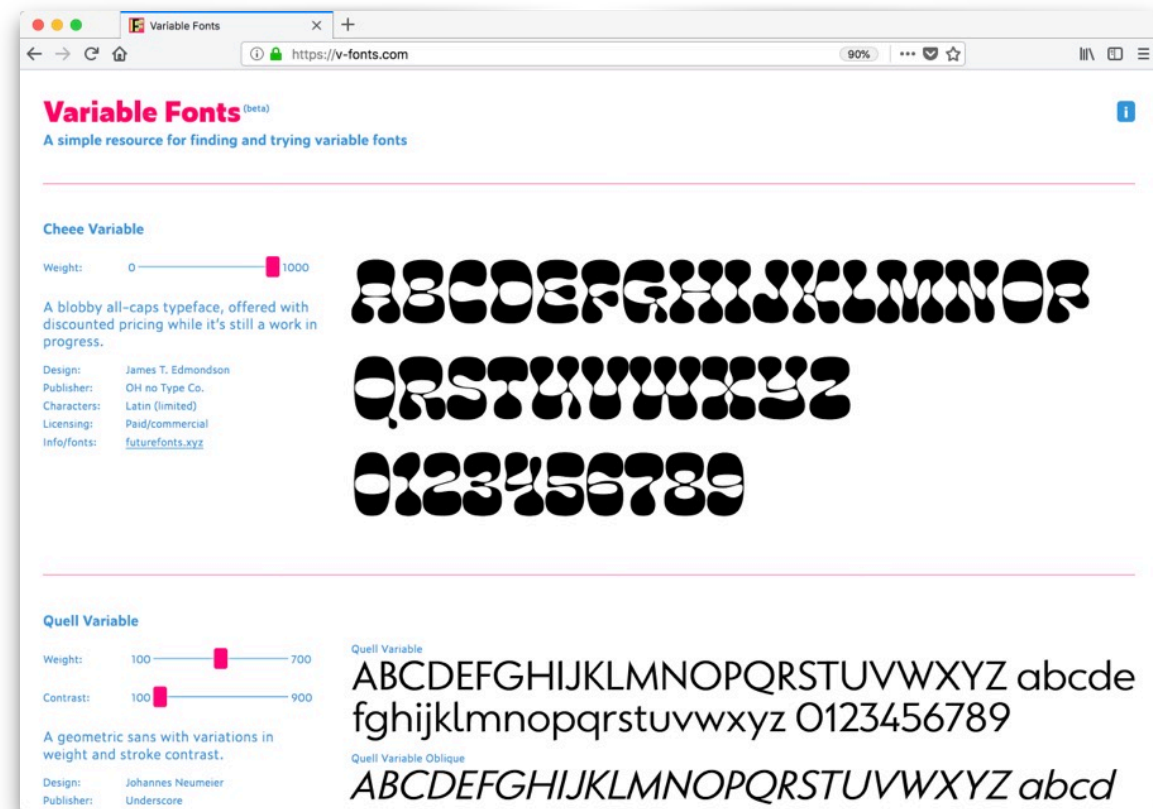 Variable Fonts
https://v-fonts.com
90%
Variable Fonts (beta)
A simple resource for finding and trying variable fonts
i
Cheee Variable
Weight: 0 1000
A blobby all-caps typeface, offered with
discounted pricing while it's still a work in
progress.
Design: James T. Edmondson
Publisher: OH no Type Co.
Characters: Latin (limited)
Licensing: Paid/commercial
Info/fonts: futurefonts.xyz
ABCDEFGHIJKLMNOP
QRSTUVWXYZ
0123456789
Quell Variable
Weight: 100 700
Contrast: 100 900
A geometric sans with variations in
weight and stroke contrast.
Design: Johannes Neumeier
Publisher: Underscore
Quell Variable
ABCDEFGHIJKLMNOPQRSTUVWXYZ abcde
fghijklmnopqrstuvwxyz 0123456789
Quell Variable Oblique
ABCDEFGHIJKLMNOPQRSTUVWXYZ abcd